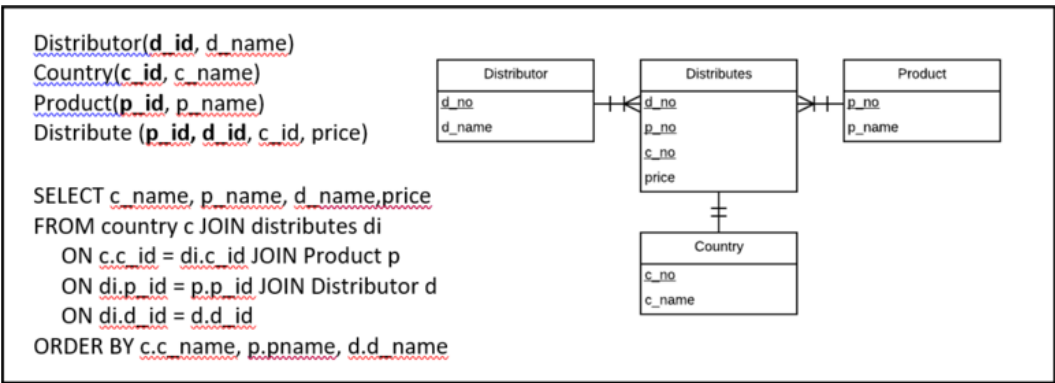 Distributor(d_id, d_name)
Country(c_id, c_name)
Product(p_id, p_name)
Distribute (p_id, d_id, c_id, price)
SELECT c_name, p_name, d_name,price
FROM country c JOIN distributes di
ON c.c_id = di.c_id JOIN Product p
ON di.p_id = p.p_id JOIN Distributor d
ON di.d_id = d.d_id
ORDER BY c.c_name, p.pname, d.d_name
Distributor
d_no
d_name
Distributes
d_no
p_no
c_no
price
Product
p_no
p_name
Country
c_no
c_name